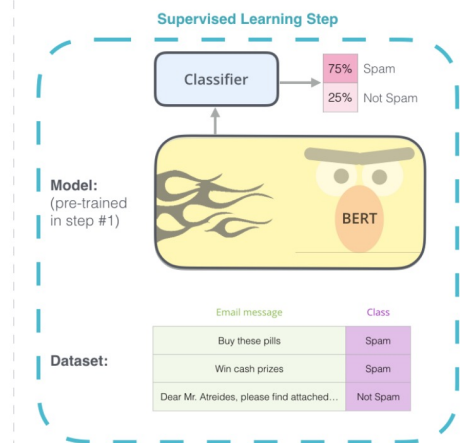 Supervised Learning Step
Classifier
75% Spam
25% Not Spam
Model:
(pre-trained
in step #1)
BERT
Email message Class
Dataset:
Buy these pills Spam
Win cash prizes Spam
Dear Mr. Atreides, please find attached... Not Spam